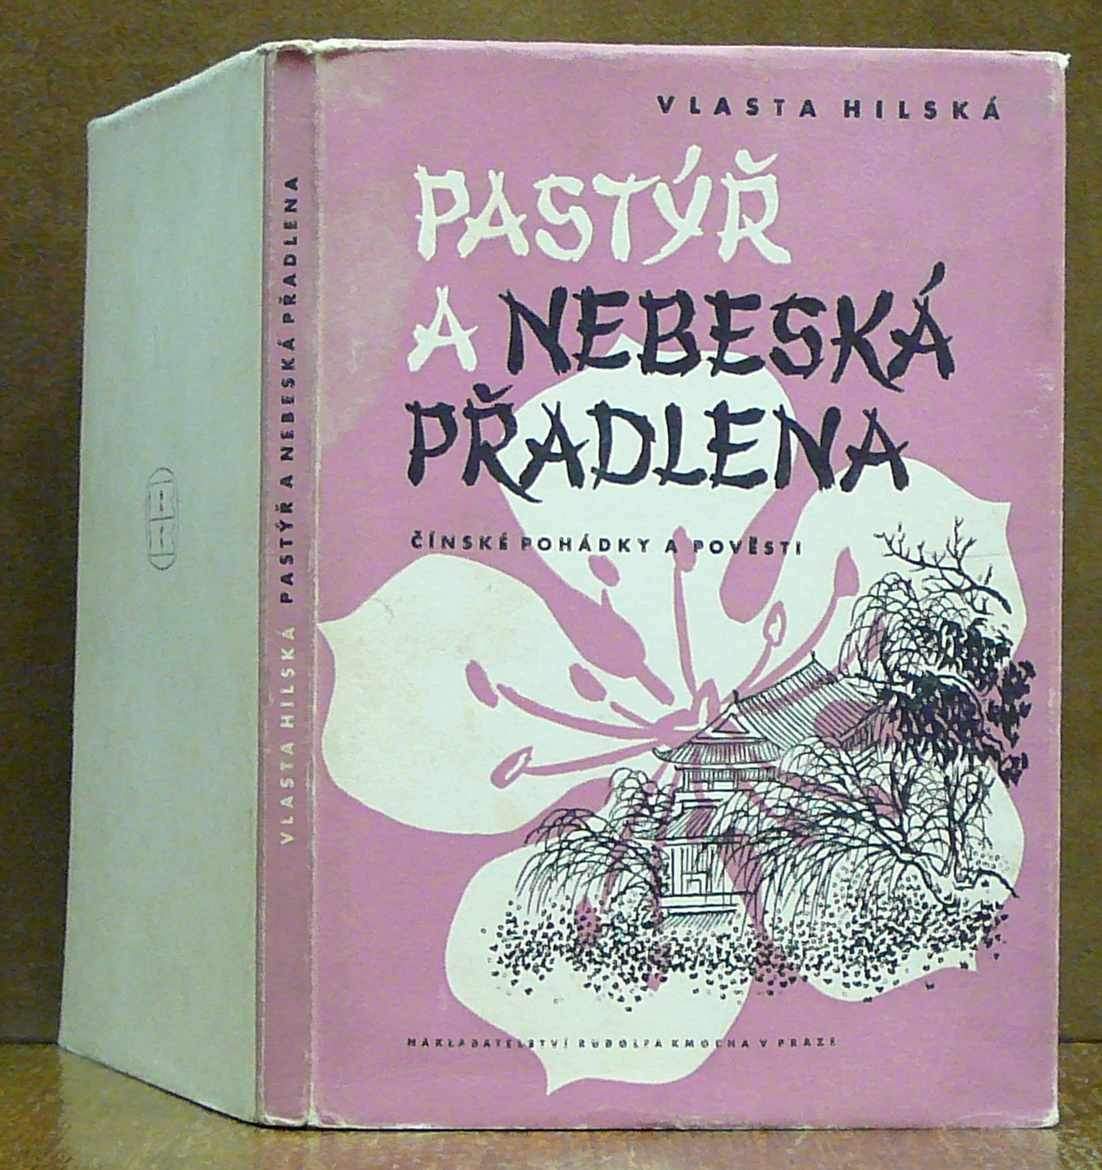 VLASTA HILSKÁ
PASTÝŘ
A NEBESKÁ
PŘADLENA
ČÍNSKÉ POHÁDKY A POVĚSTI
NAKLADATELSTVÍ RUDOLFA KMOCHA V PRAZE
VLASTA HILSKÁ PASTÝŘ A NEBESKÁ PŘADLENA